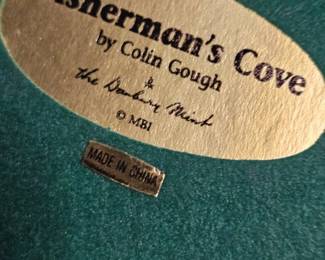 isherman's Cove
by Colin Gough
&
the Danbury Mint
© MBI
MADE IN CHINA